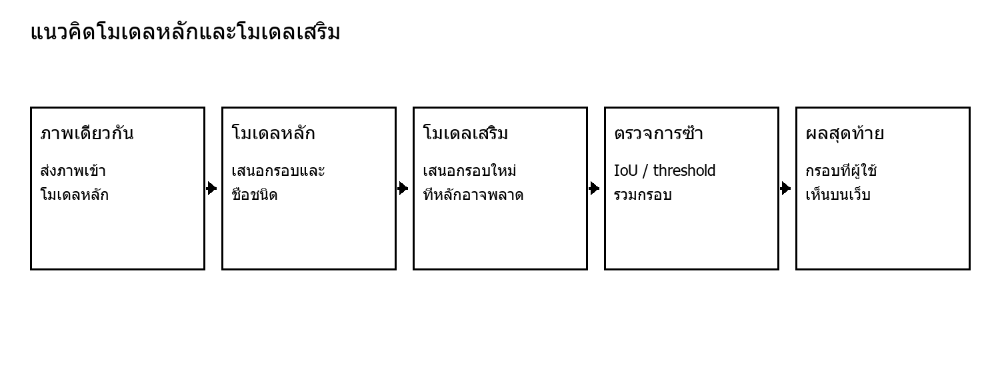 แนวคิดโมเดลหลักและโมเดลเสริม
ภาพเดียวกัน
ส่งภาพเข้า
โมเดลหลัก
โมเดลหลัก
เสนอกรอบและ
ชื่อชนิด
โมเดลเสริม
เสนอกรอบใหม่
ที่หลักอาจพลาด
ตรวจการซ้ำ
IoU / threshold
รวมกรอบ
ผลสุดท้าย
กรอบที่ผู้ใช้
เห็นบนเว็บ